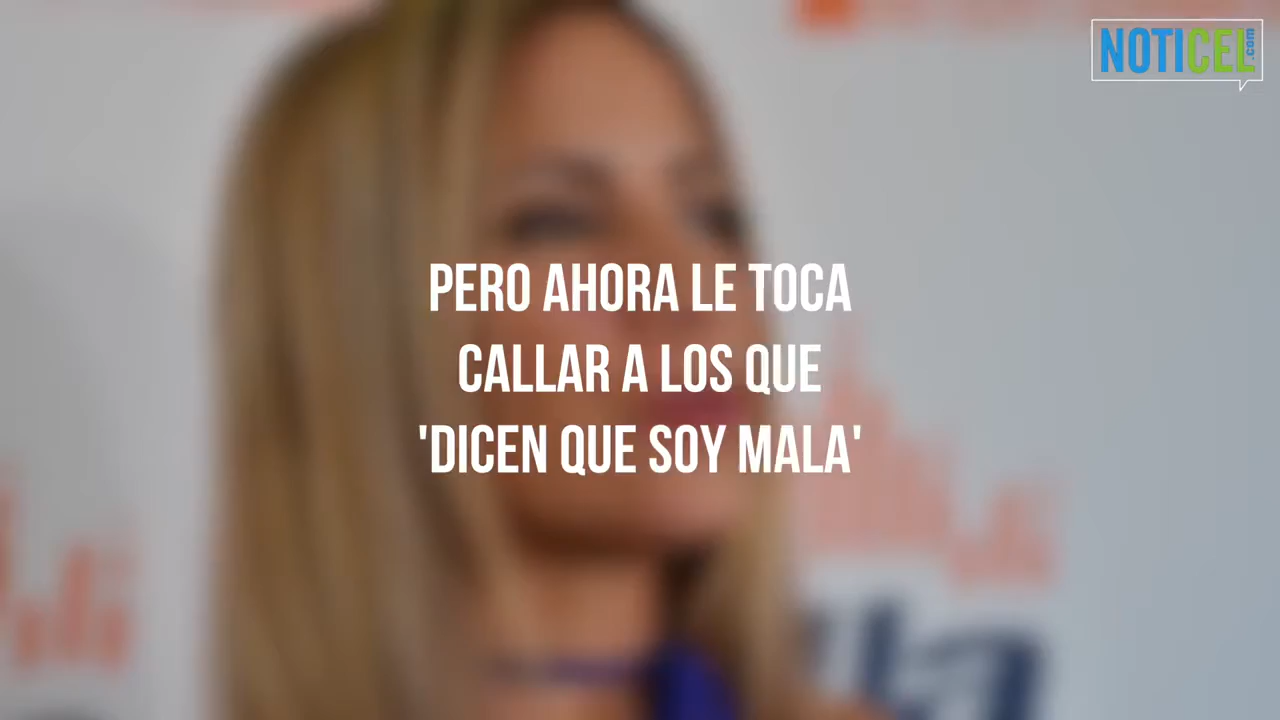 NOTICEL.com
PERO AHORA LE TOCA
CALLAR A LOS QUE
'DICEN QUE SOY MALA'